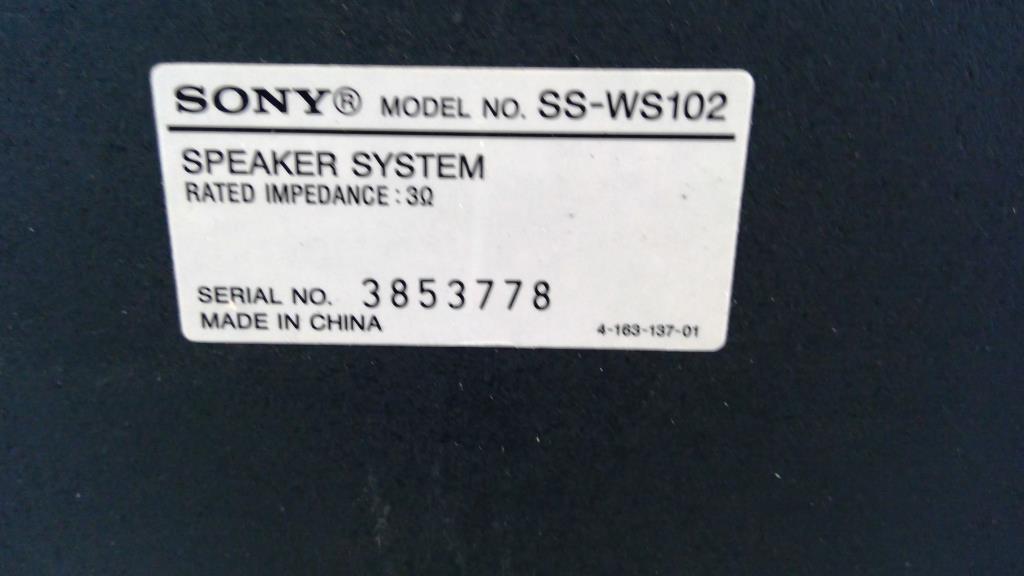 SONY® MODEL NO. SS-WS102
SPEAKER SYSTEM
RATED IMPEDANCE : 3Ω
SERIAL NO. 3853778
MADE IN CHINA 4-163-137-01